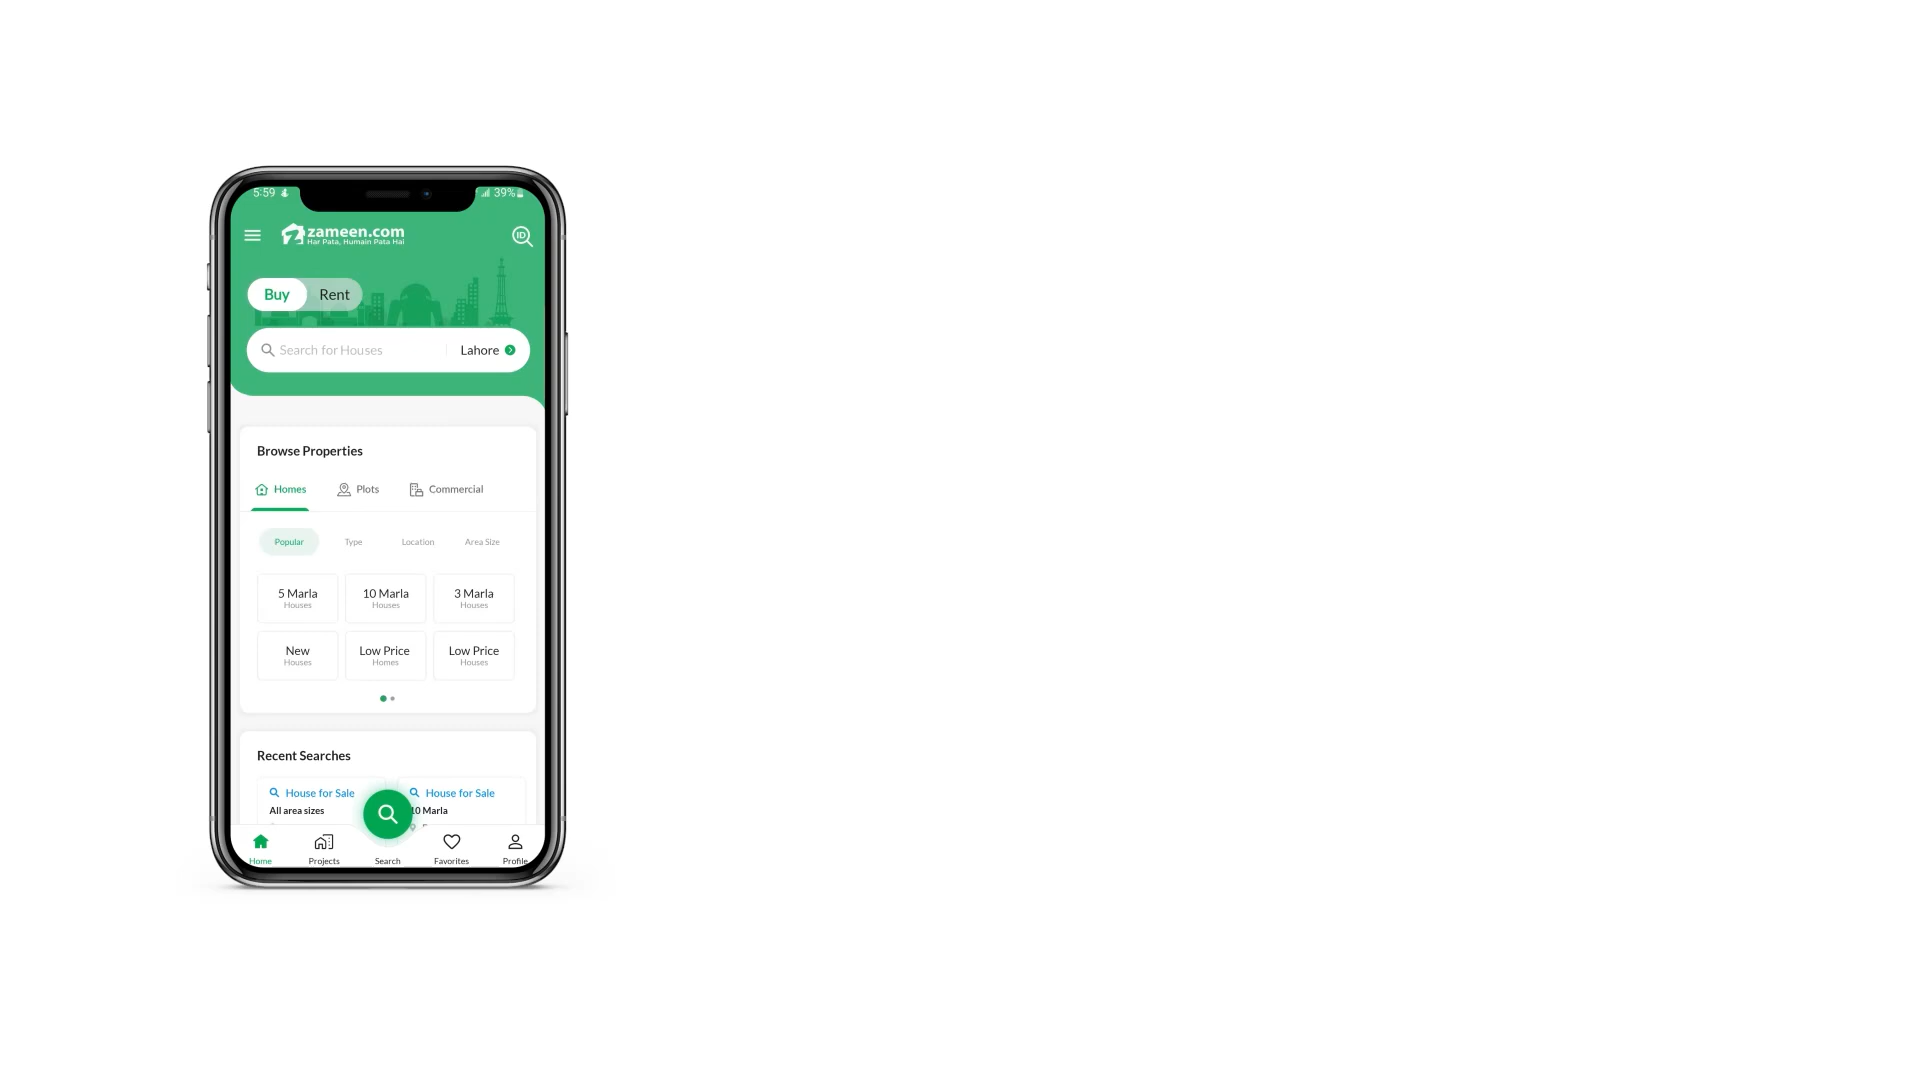 5:59
39%
zameen.com
Har Pata, Humain Pata Hai
ID
Buy
Rent
Search for Houses
Lahore
Browse Properties
Homes
Plots
Commercial
Popular
Type
Location
Area Size
5 Marla
Houses
10 Marla
Houses
3 Marla
Houses
New
Houses
Low Price
Homes
Low Price
Houses
Recent Searches
House for Sale
All area sizes
House for Sale
10 Marla
Home
Projects
Search
Favorites
Profile